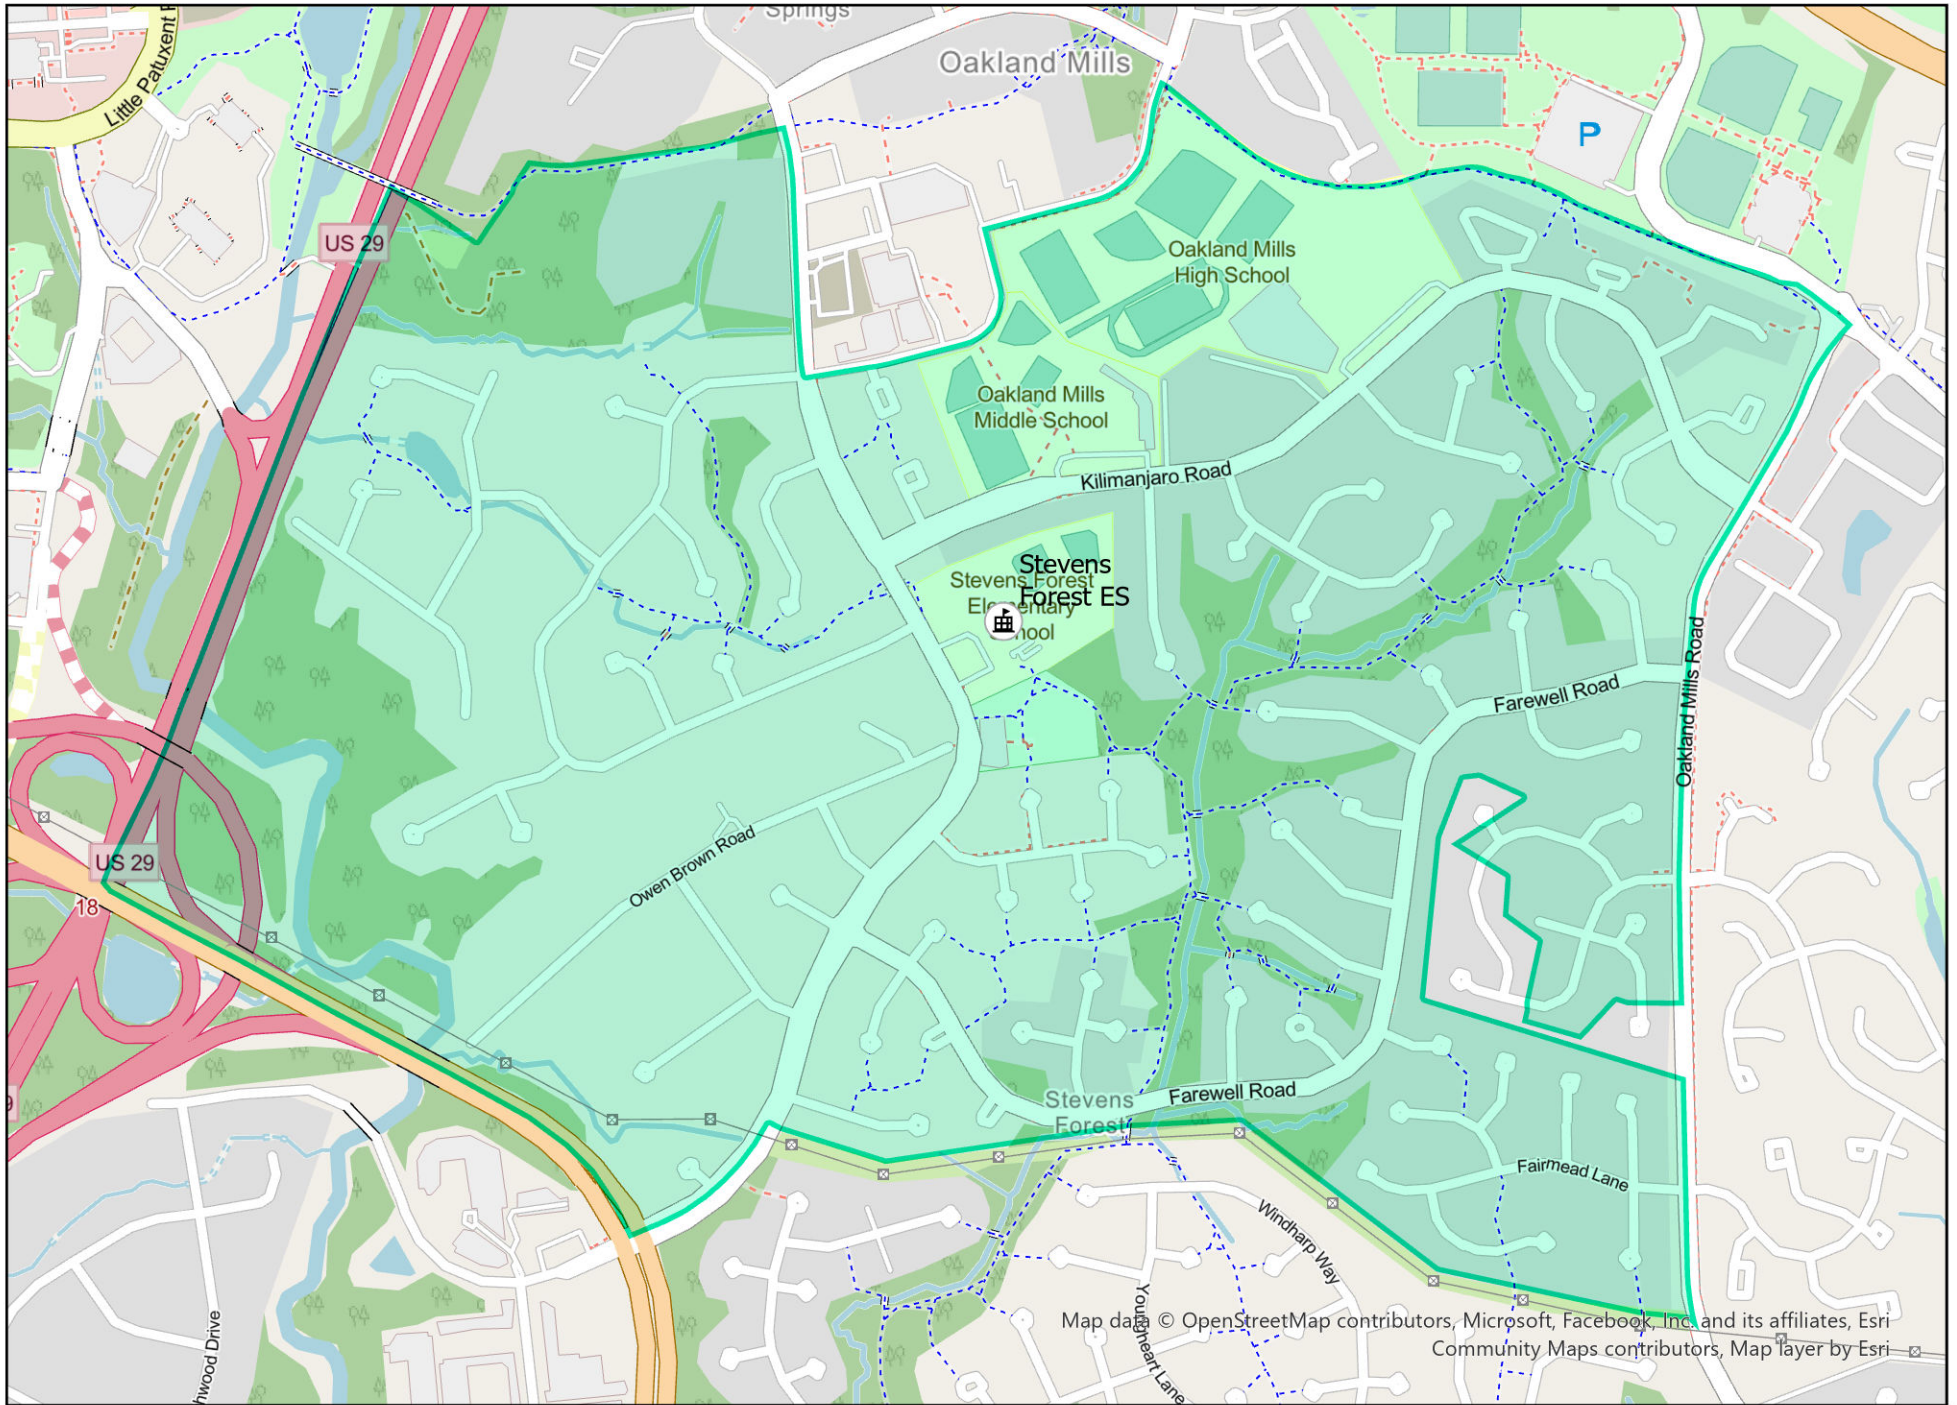 Springs
Oakland Mills
Little Patuxent
P
US 29
Oakland Mills
High School
Oakland Mills
Middle School
Kilimanjaro Road
Stevens
Forest ES
Stevens Forest
Elementary
School
Oakland Mills Road
Farewell Road
Owen Brown Road
US 29
18
Stevens
Forest
Farewell Road
Fairmead Lane
Windharp Way
Youngheart Lane
hwood Drive
Map data © OpenStreetMap contributors, Microsoft, Facebook, Inc. and its affiliates, Esri
Community Maps contributors, Map layer by Esri